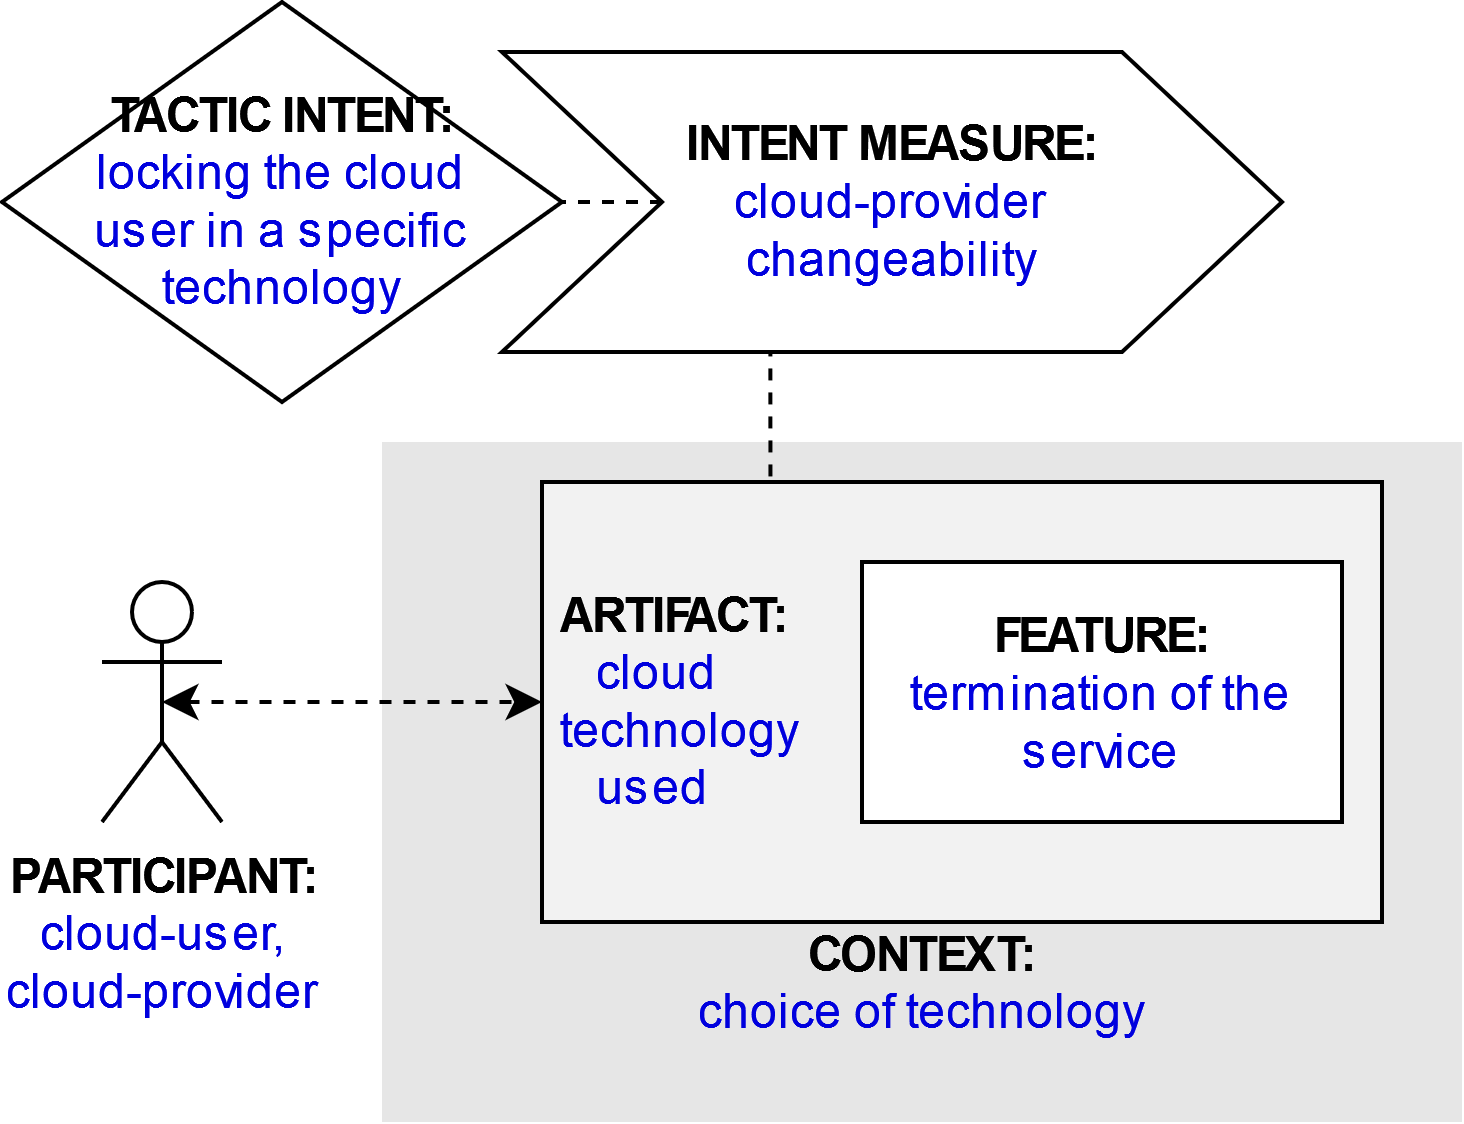 TACTIC INTENT:
locking the cloud
user in a specific
technology
INTENT MEASURE:
cloud-provider
changeability
ARTIFACT:
cloud
technology
used
FEATURE:
termination of the
service
PARTICIPANT:
cloud-user,
cloud-provider
CONTEXT:
choice of technology